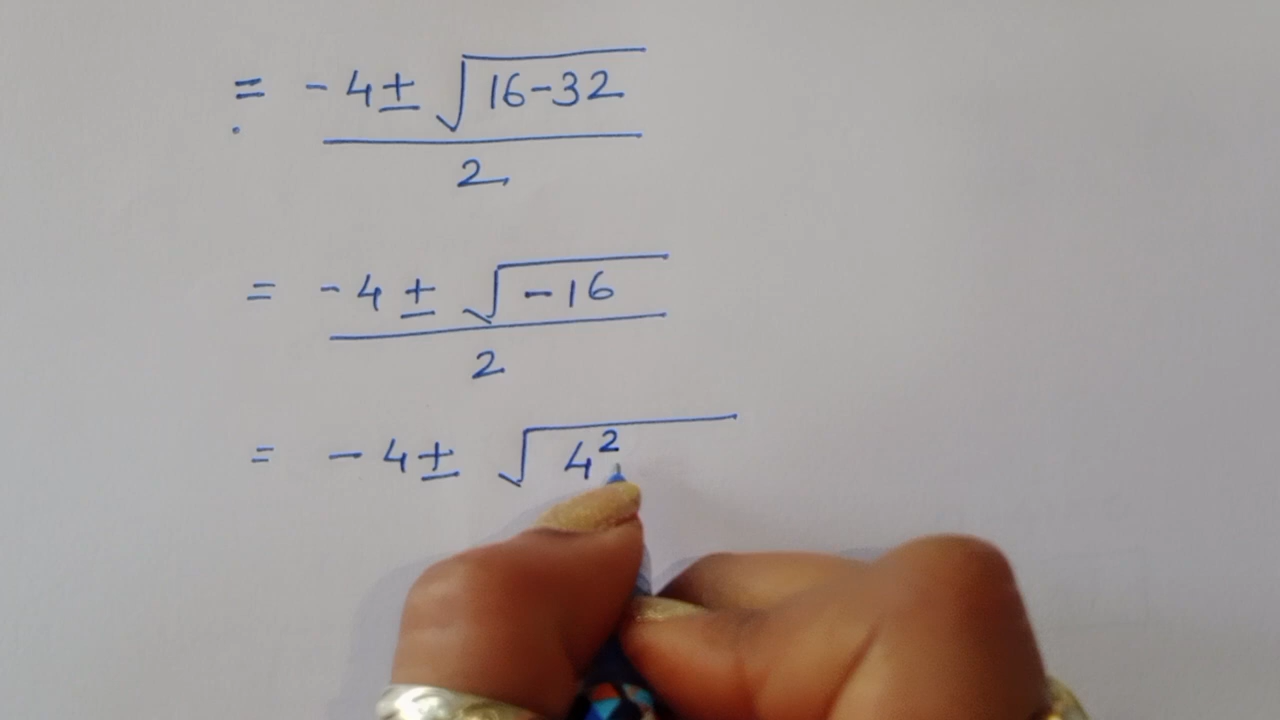 = -4 ± √16-32
2
= -4 ± √-16
2
= -4 ± √4²